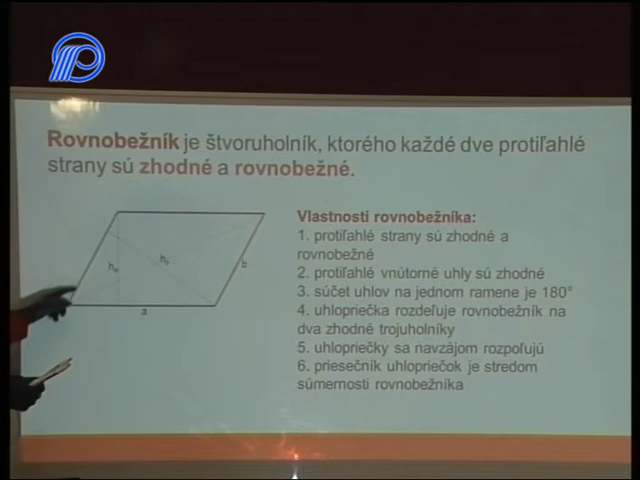 Rovnobežník je štvoruholník, ktorého každé dve protiľahlé
strany sú zhodné a rovnobežné.
Vlastnosti rovnobežníka:
1. protiľahlé strany sú zhodné a
rovnobežné
2. protiľahlé vnútorné uhly sú zhodné
3. súčet uhlov na jednom ramene je 180°
4. uhlopriečka rozdeľuje rovnobežník na
dva zhodné trojuholníky
5. uhlopriečky sa navzájom rozpoľujú
6. priesečník uhlopriečok je stredom
súmernosti rovnobežníka
ha
hb
b
a